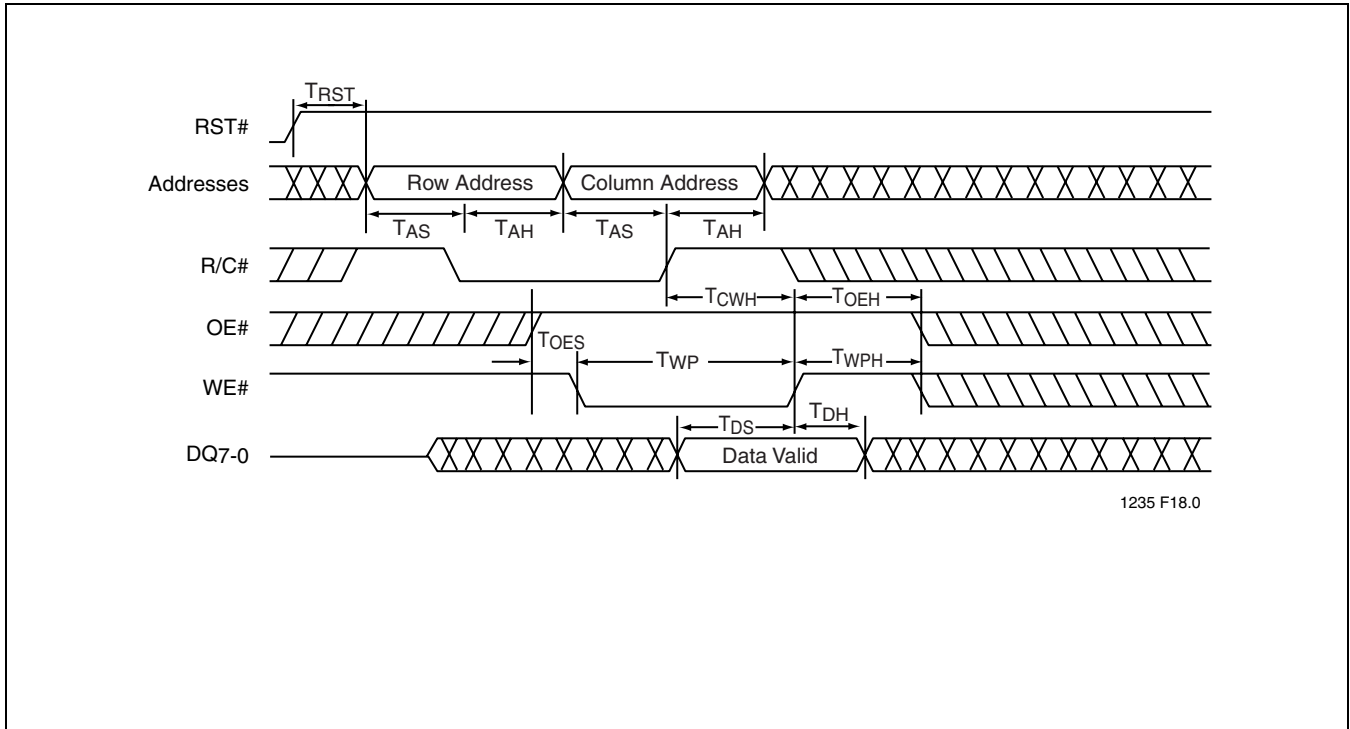 TRST
RST#
Addresses
Row Address
Column Address
TAS
TAH
TAS
TAH
R/C#
TCWH
TOEH
OE#
TOES
TWP
TWPH
WE#
TDS
TDH
DQ7-0
Data Valid
1235 F18.0